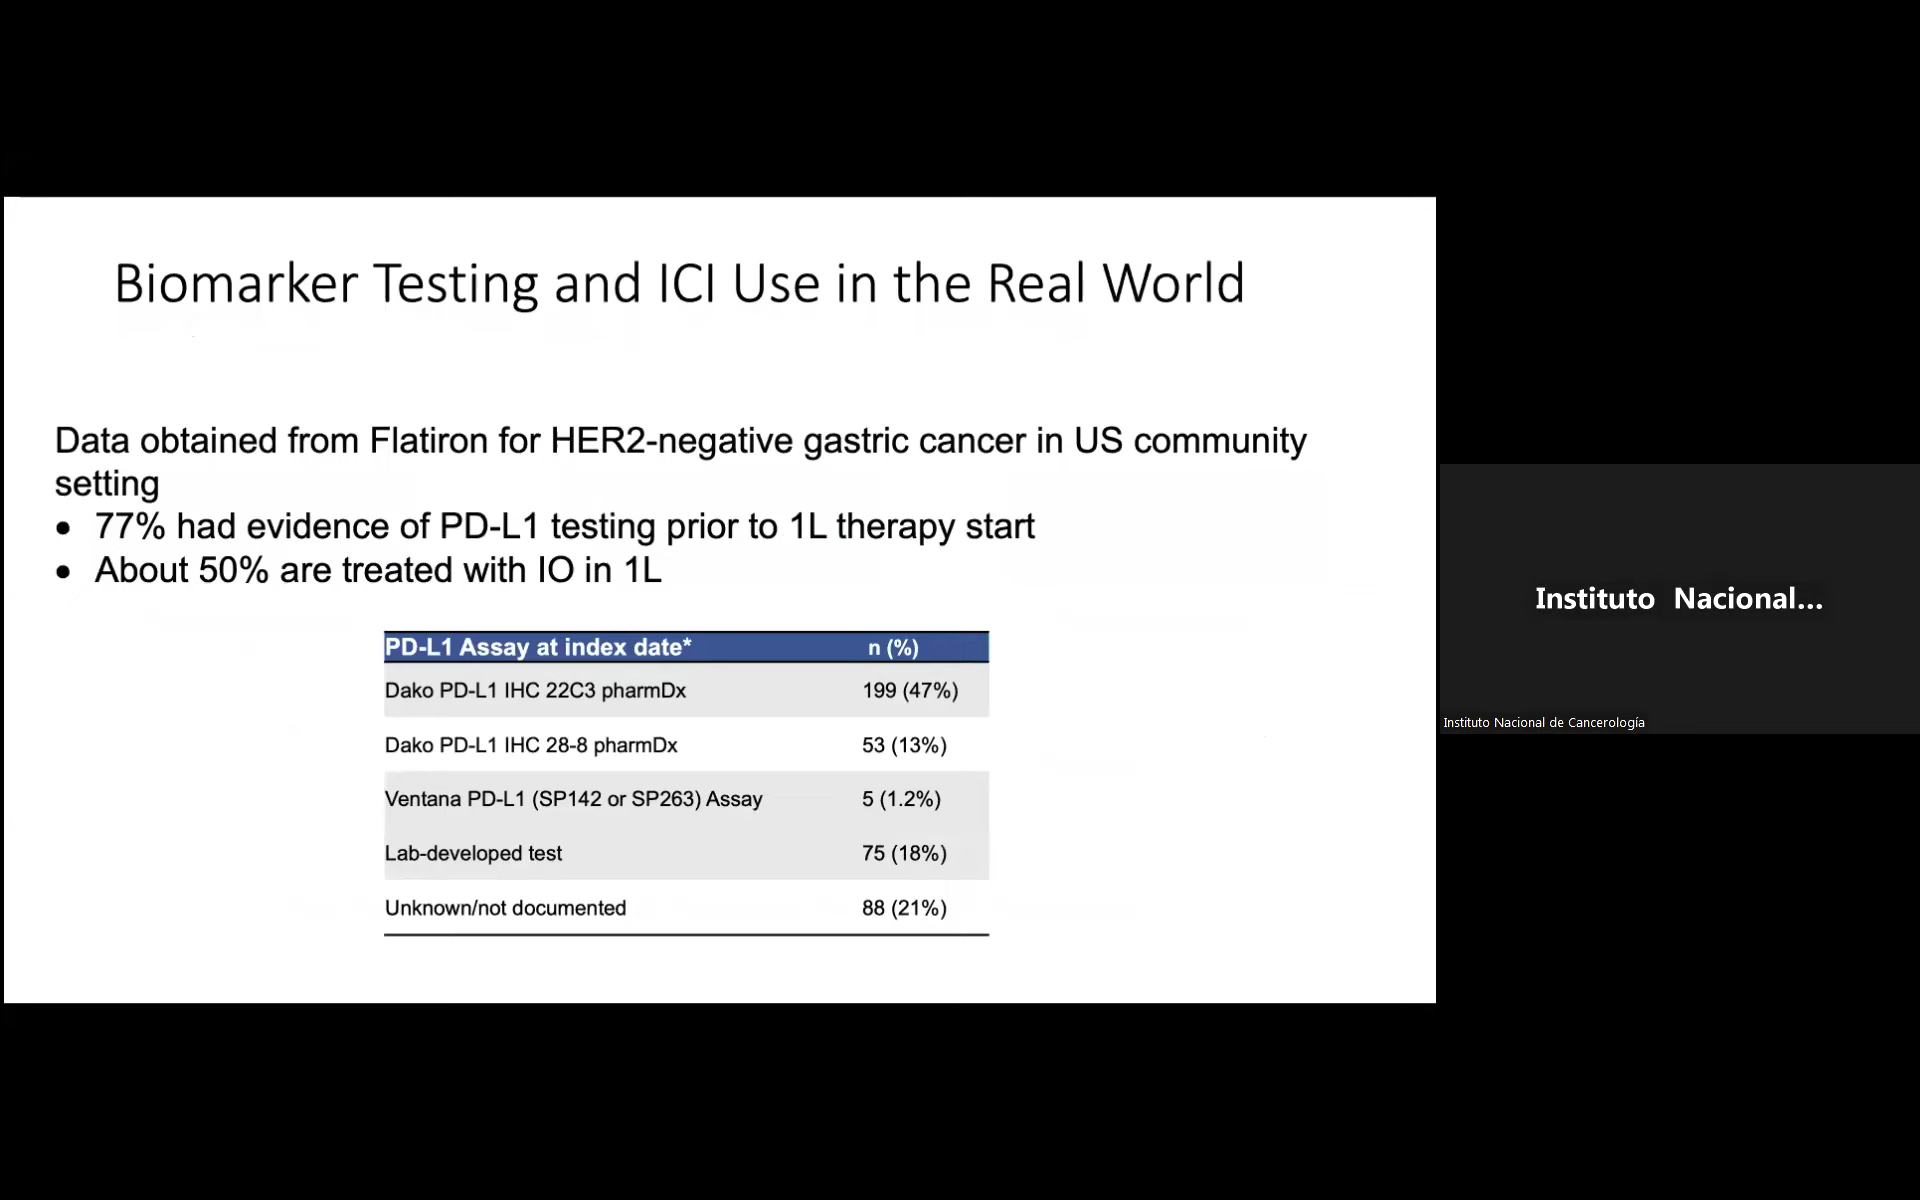 Biomarker Testing and ICI Use in the Real World
Data obtained from Flatiron for HER2-negative gastric cancer in US community
setting
• 77% had evidence of PD-L1 testing prior to 1L therapy start
• About 50% are treated with IO in 1L
PD-L1 Assay at index date* n (%)
Dako PD-L1 IHC 22C3 pharmDx 199 (47%)
Dako PD-L1 IHC 28-8 pharmDx 53 (13%)
Ventana PD-L1 (SP142 or SP263) Assay 5 (1.2%)
Lab-developed test 75 (18%)
Unknown/not documented 88 (21%)
Instituto Nacional...
Instituto Nacional de Cancerología